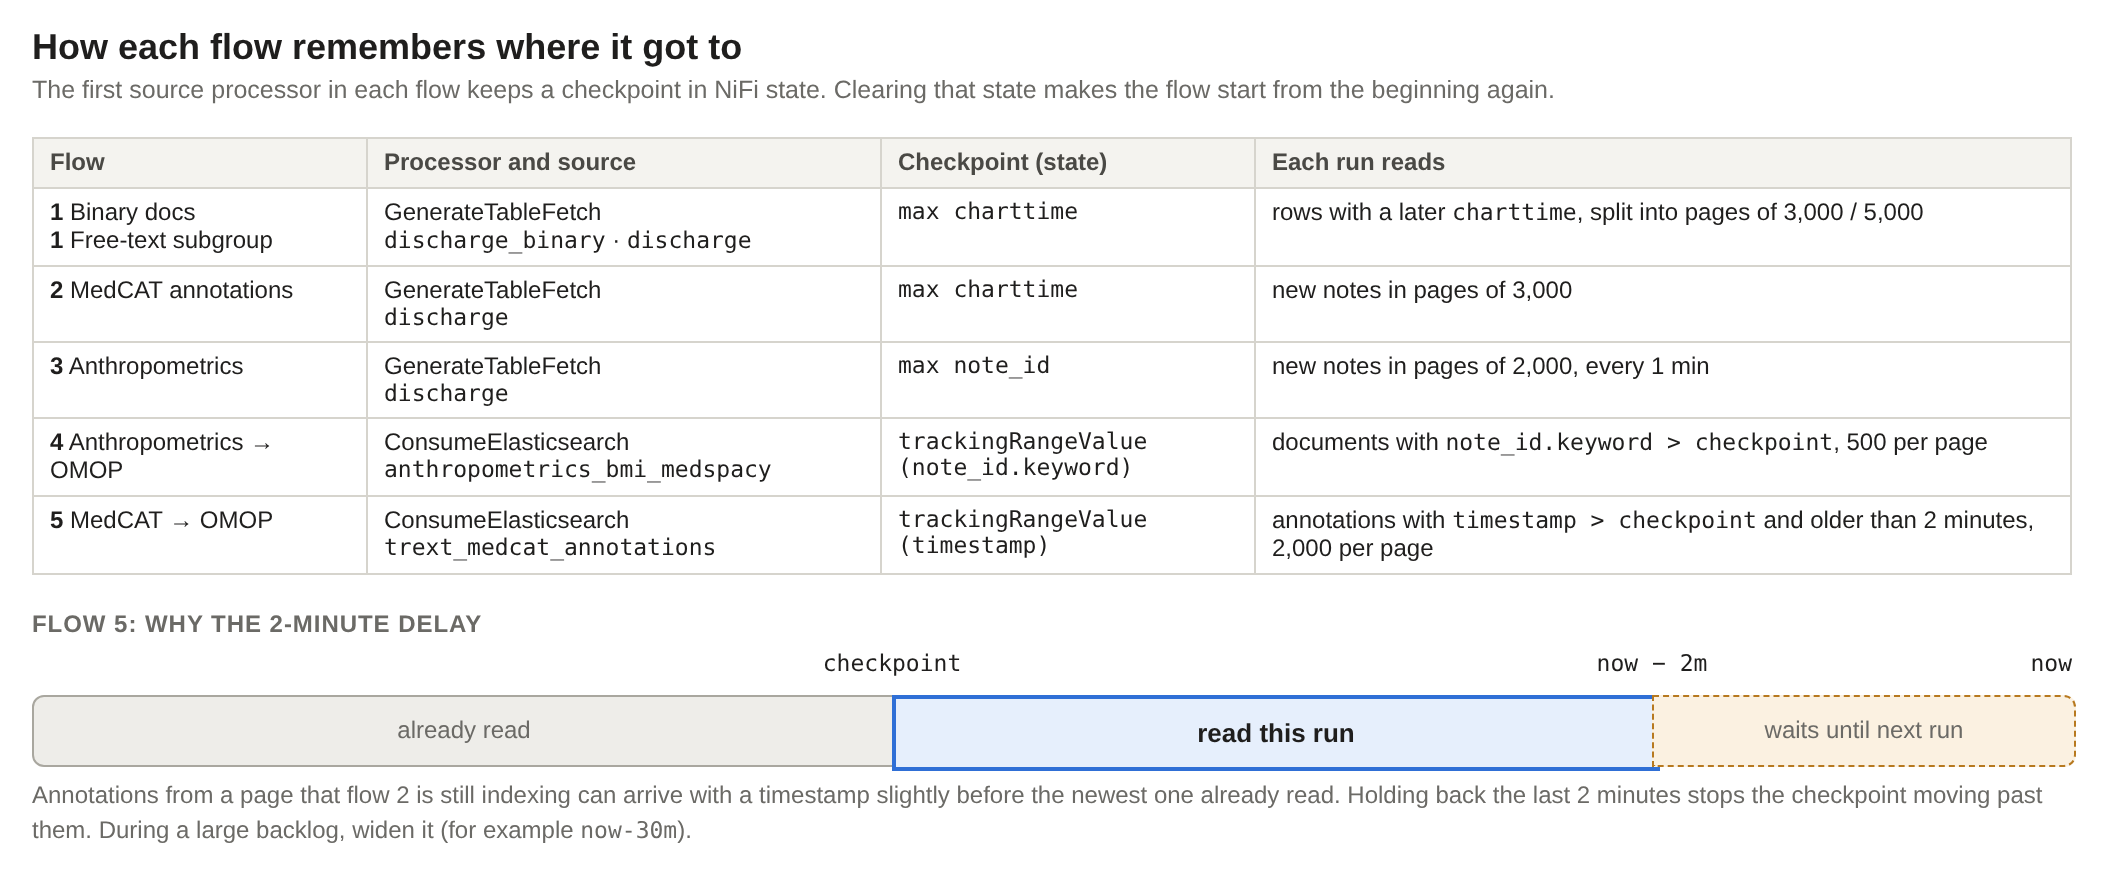 How each flow remembers where it got to
The first source processor in each flow keeps a checkpoint in NiFi state. Clearing that state makes the flow start from the beginning again.
Flow
Processor and source
Checkpoint (state)
Each run reads
1 Binary docs
1 Free-text subgroup
GenerateTableFetch
discharge_binary · discharge
max charttime
rows with a later charttime, split into pages of 3,000 / 5,000
2 MedCAT annotations
GenerateTableFetch
discharge
max charttime
new notes in pages of 3,000
3 Anthropometrics
GenerateTableFetch
discharge
max note_id
new notes in pages of 2,000, every 1 min
4 Anthropometrics →
OMOP
ConsumeElasticsearch
anthropometrics_bmi_medspacy
trackingRangeValue
(note_id.keyword)
documents with note_id.keyword > checkpoint, 500 per page
5 MedCAT → OMOP
ConsumeElasticsearch
trext_medcat_annotations
trackingRangeValue
(timestamp)
annotations with timestamp > checkpoint and older than 2 minutes,
2,000 per page
FLOW 5: WHY THE 2-MINUTE DELAY
checkpoint
now − 2m
now
already read
read this run
waits until next run
Annotations from a page that flow 2 is still indexing can arrive with a timestamp slightly before the newest one already read. Holding back the last 2 minutes stops the checkpoint moving past
them. During a large backlog, widen it (for example now-30m).